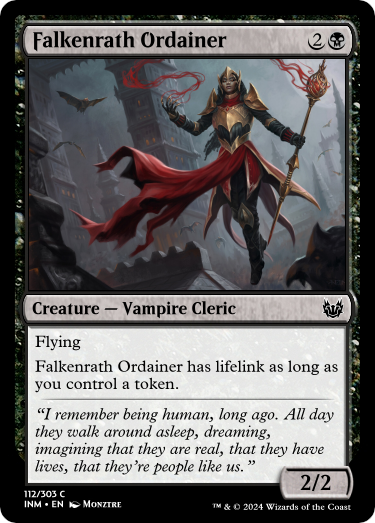 Falkenrath Ordainer 2
Creature — Vampire Cleric
Flying
Falkenrath Ordainer has lifelink as long as
you control a token.
“I remember being human, long ago. All day
they walk around asleep, dreaming,
imagining that they are real, that they have
lives, that they’re people like us.”
2/2
112/303 C
INM • EN Monztre
™ & © 2024 Wizards of the Coast